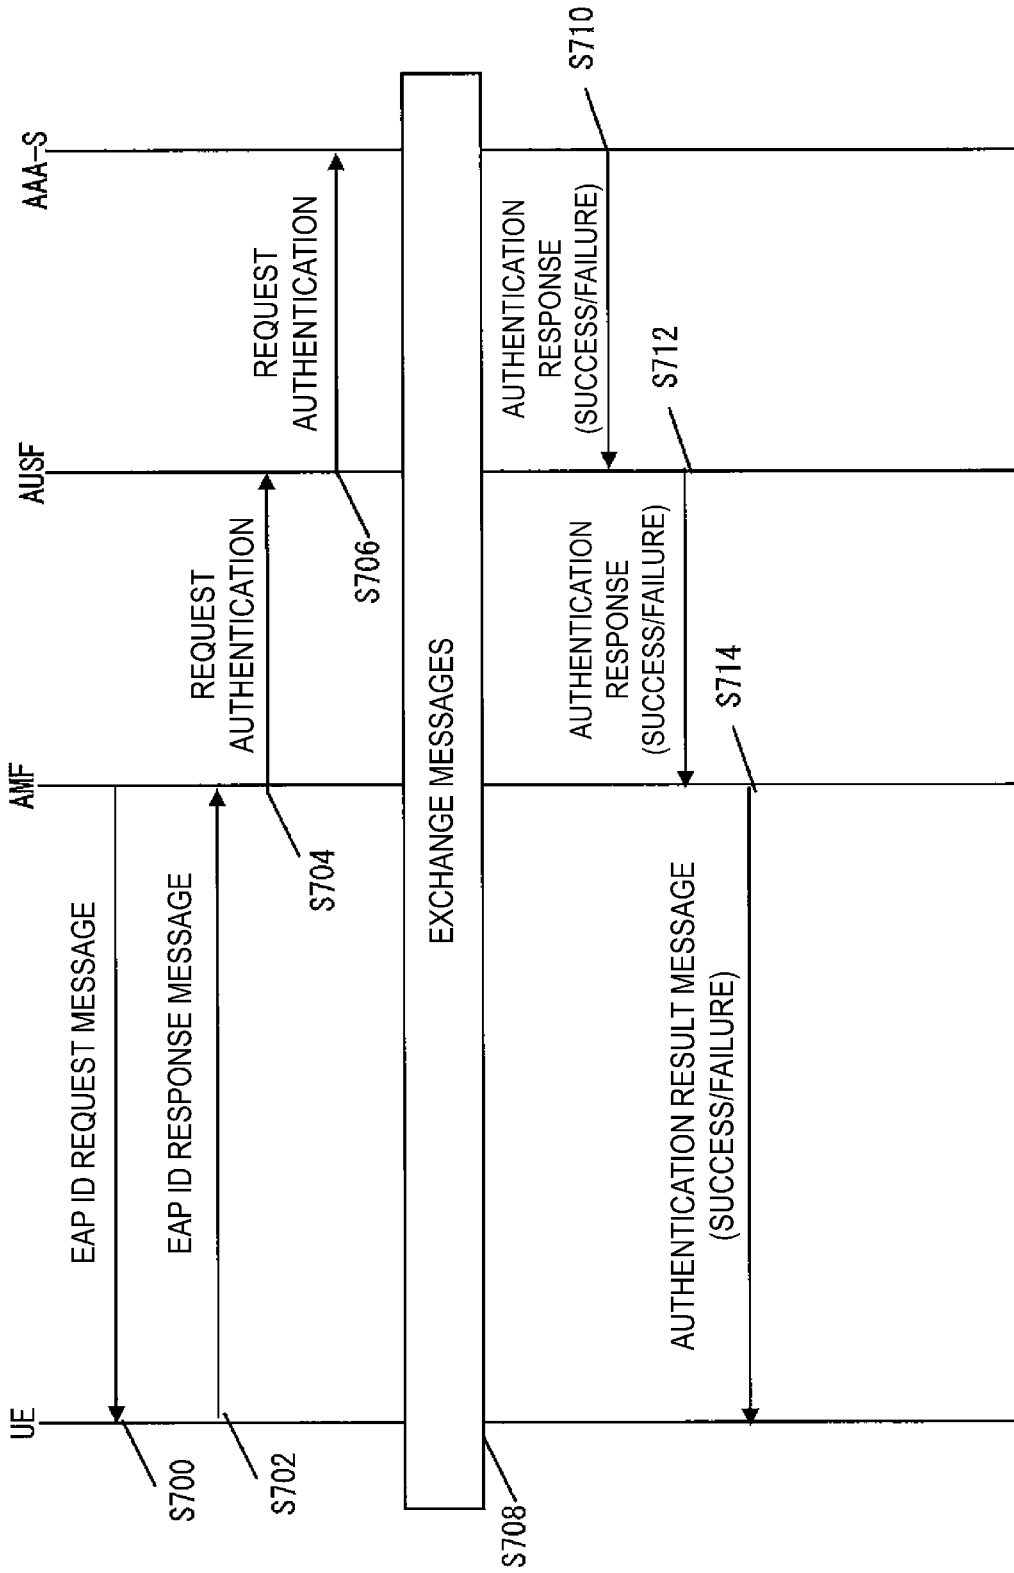 UE
AMF
AUSF
AAA-S
EAP ID REQUEST MESSAGE
S700
EAP ID RESPONSE MESSAGE
S702
REQUEST
AUTHENTICATION
S704
REQUEST
AUTHENTICATION
S706
EXCHANGE MESSAGES
S708
AUTHENTICATION
RESPONSE
(SUCCESS/FAILURE)
S710
AUTHENTICATION
RESPONSE
(SUCCESS/FAILURE)
S712
AUTHENTICATION RESULT MESSAGE
(SUCCESS/FAILURE)
S714